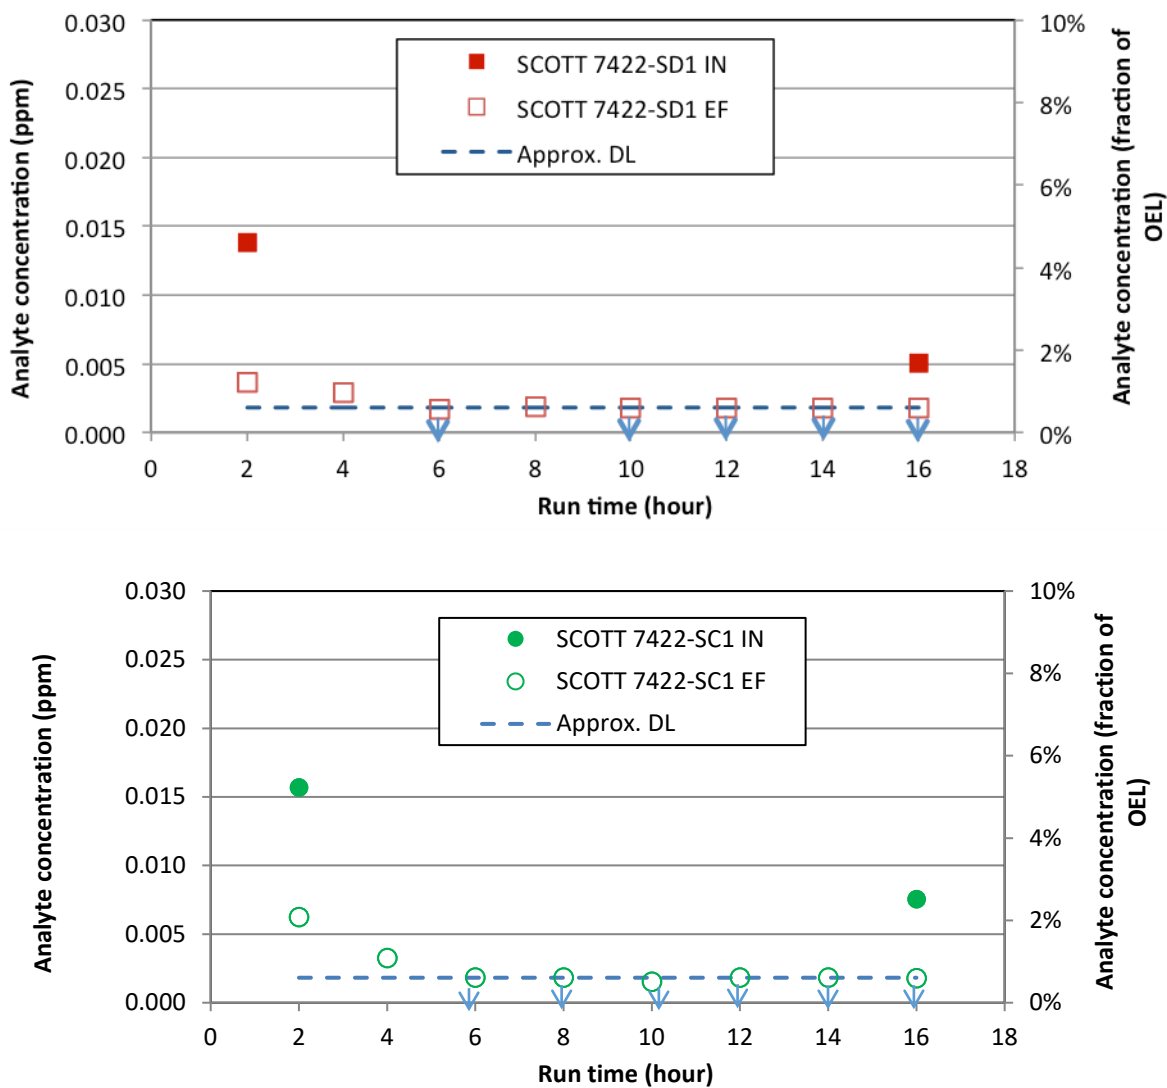 0.030
0.025
0.020
0.015
0.010
0.005
0.000
Analyte concentration (ppm)
SCOTT 7422-SD1 IN
SCOTT 7422-SD1 EF
Approx. DL
10%
8%
6%
4%
2%
0%
Analyte concentration (fraction of
OEL)
0 2 4 6 8 10 12 14 16 18
Run time (hour)
0.030
0.025
0.020
0.015
0.010
0.005
0.000
Analyte concentration (ppm)
SCOTT 7422-SC1 IN
SCOTT 7422-SC1 EF
Approx. DL
10%
8%
6%
4%
2%
0%
Analyte concentration (fraction of
OEL)
0 2 4 6 8 10 12 14 16 18
Run time (hour)